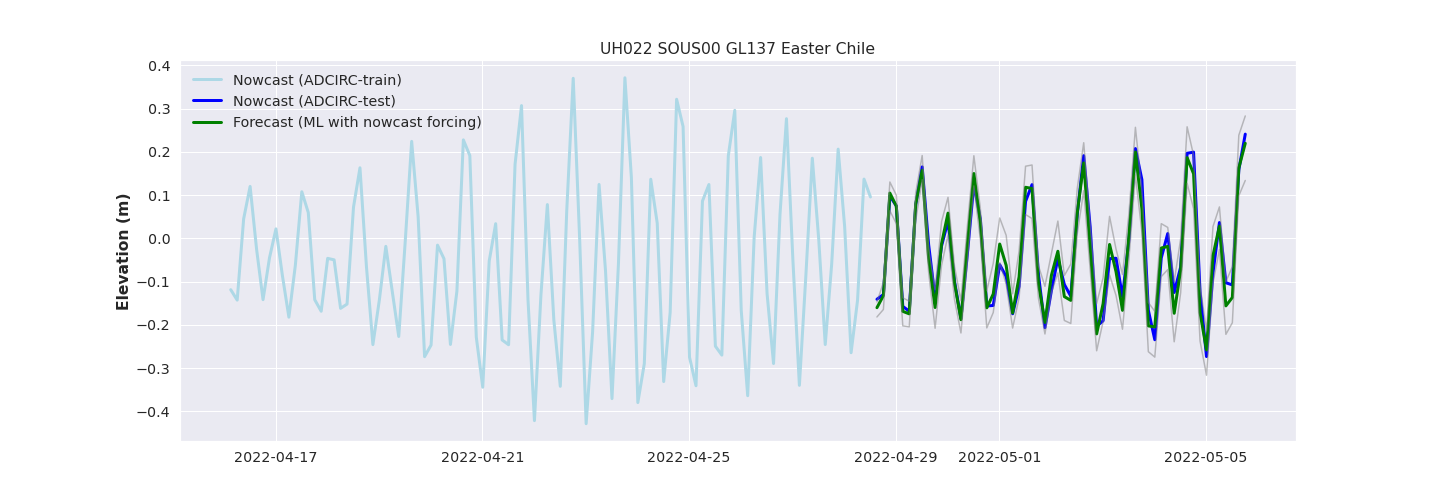 UH022 SOUS00 GL137 Easter Chile
Nowcast (ADCIRC-train)
Nowcast (ADCIRC-test)
Forecast (ML with nowcast forcing)
Elevation (m)
0.4
0.3
0.2
0.1
0.0
−0.1
−0.2
−0.3
−0.4
2022-04-17 2022-04-21 2022-04-25 2022-04-29 2022-05-01 2022-05-05